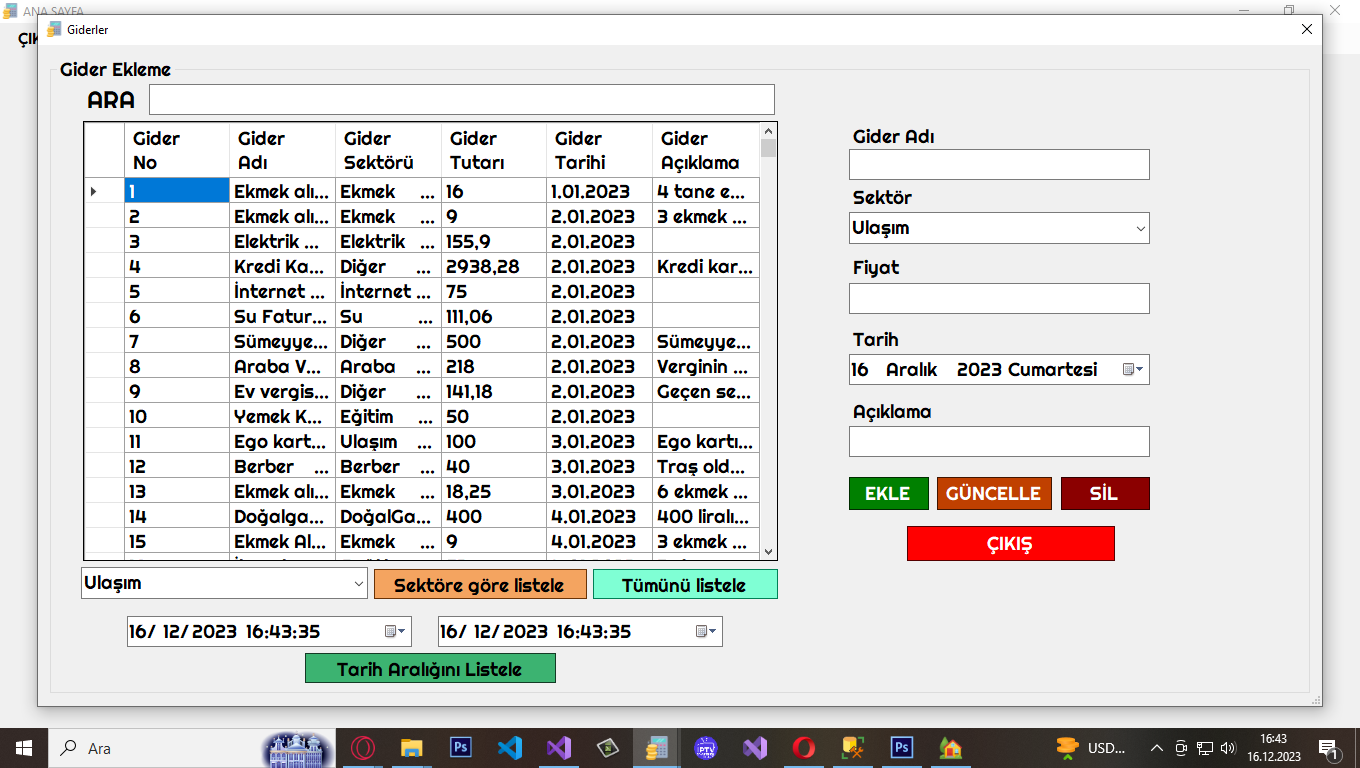 ANA SAYFA
Giderler
Gider Ekleme
ARA
Gider No Gider Adı Gider Sektörü Gider Tutarı Gider Tarihi Gider Açıklama
1 Ekmek alı... Ekmek ... 16 1.01.2023 4 tane e...
2 Ekmek alı... Ekmek ... 9 2.01.2023 3 ekmek ...
3 Elektrik ... Elektrik ... 155,9 2.01.2023
4 Kredi Ka... Diğer ... 2938,28 2.01.2023 Kredi kar...
5 İnternet ... İnternet ... 75 2.01.2023
6 Su Fatur... Su ... 111,06 2.01.2023
7 Sümeyye... Diğer ... 500 2.01.2023 Sümeyye...
8 Araba V... Araba ... 218 2.01.2023 Verginin ...
9 Ev vergis... Diğer ... 141,18 2.01.2023 Geçen se...
10 Yemek K... Eğitim ... 50 2.01.2023
11 Ego kart... Ulaşım ... 100 3.01.2023 Ego kartı...
12 Berber ... Berber ... 40 3.01.2023 Traş old...
13 Ekmek alı... Ekmek ... 18,25 3.01.2023 6 ekmek ...
14 Doğalga... DoğalGa... 400 4.01.2023 400 liralı...
15 Ekmek Al... Ekmek ... 9 4.01.2023 3 ekmek ...
Ulaşım
Sektöre göre listele
Tümünü listele
16/ 12/ 2023 16:43:35
16/ 12/ 2023 16:43:35
Tarih Aralığını Listele
Gider Adı
Sektör
Ulaşım
Fiyat
Tarih
16 Aralık 2023 Cumartesi
Açıklama
EKLE GÜNCELLE SİL
ÇIKIŞ
Ara
Ps
IPTV
Ps
USD...
16:43
16.12.2023
1